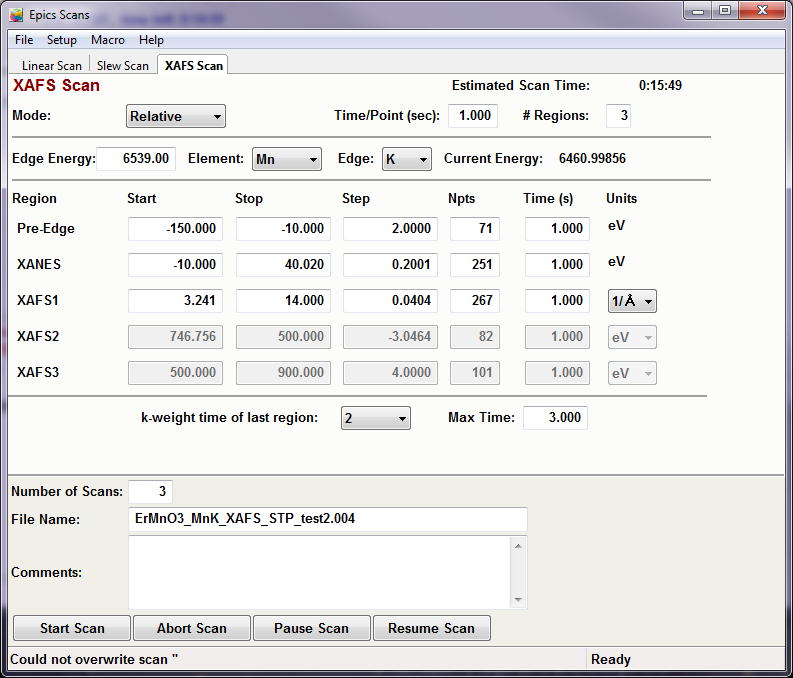 Epics Scans
File Setup Macro Help
Linear Scan Slew Scan XAFS Scan
XAFS Scan Estimated Scan Time: 0:15:49
Mode: Relative Time/Point (sec): 1.000 # Regions: 3
Edge Energy: 6539.00 Element: Mn Edge: K Current Energy: 6460.99856
Region Start Stop Step Npts Time (s) Units
Pre-Edge -150.000 -10.000 2.0000 71 1.000 eV
XANES -10.000 40.020 0.2001 251 1.000 eV
XAFS1 3.241 14.000 0.0404 267 1.000 1/Å
XAFS2 746.756 500.000 -3.0464 82 1.000 eV
XAFS3 500.000 900.000 4.0000 101 1.000 eV
k-weight time of last region: 2 Max Time: 3.000
Number of Scans: 3
File Name: ErMnO3_MnK_XAFS_STP_test2.004
Comments:
Start Scan Abort Scan Pause Scan Resume Scan
Could not overwrite scan '' Ready